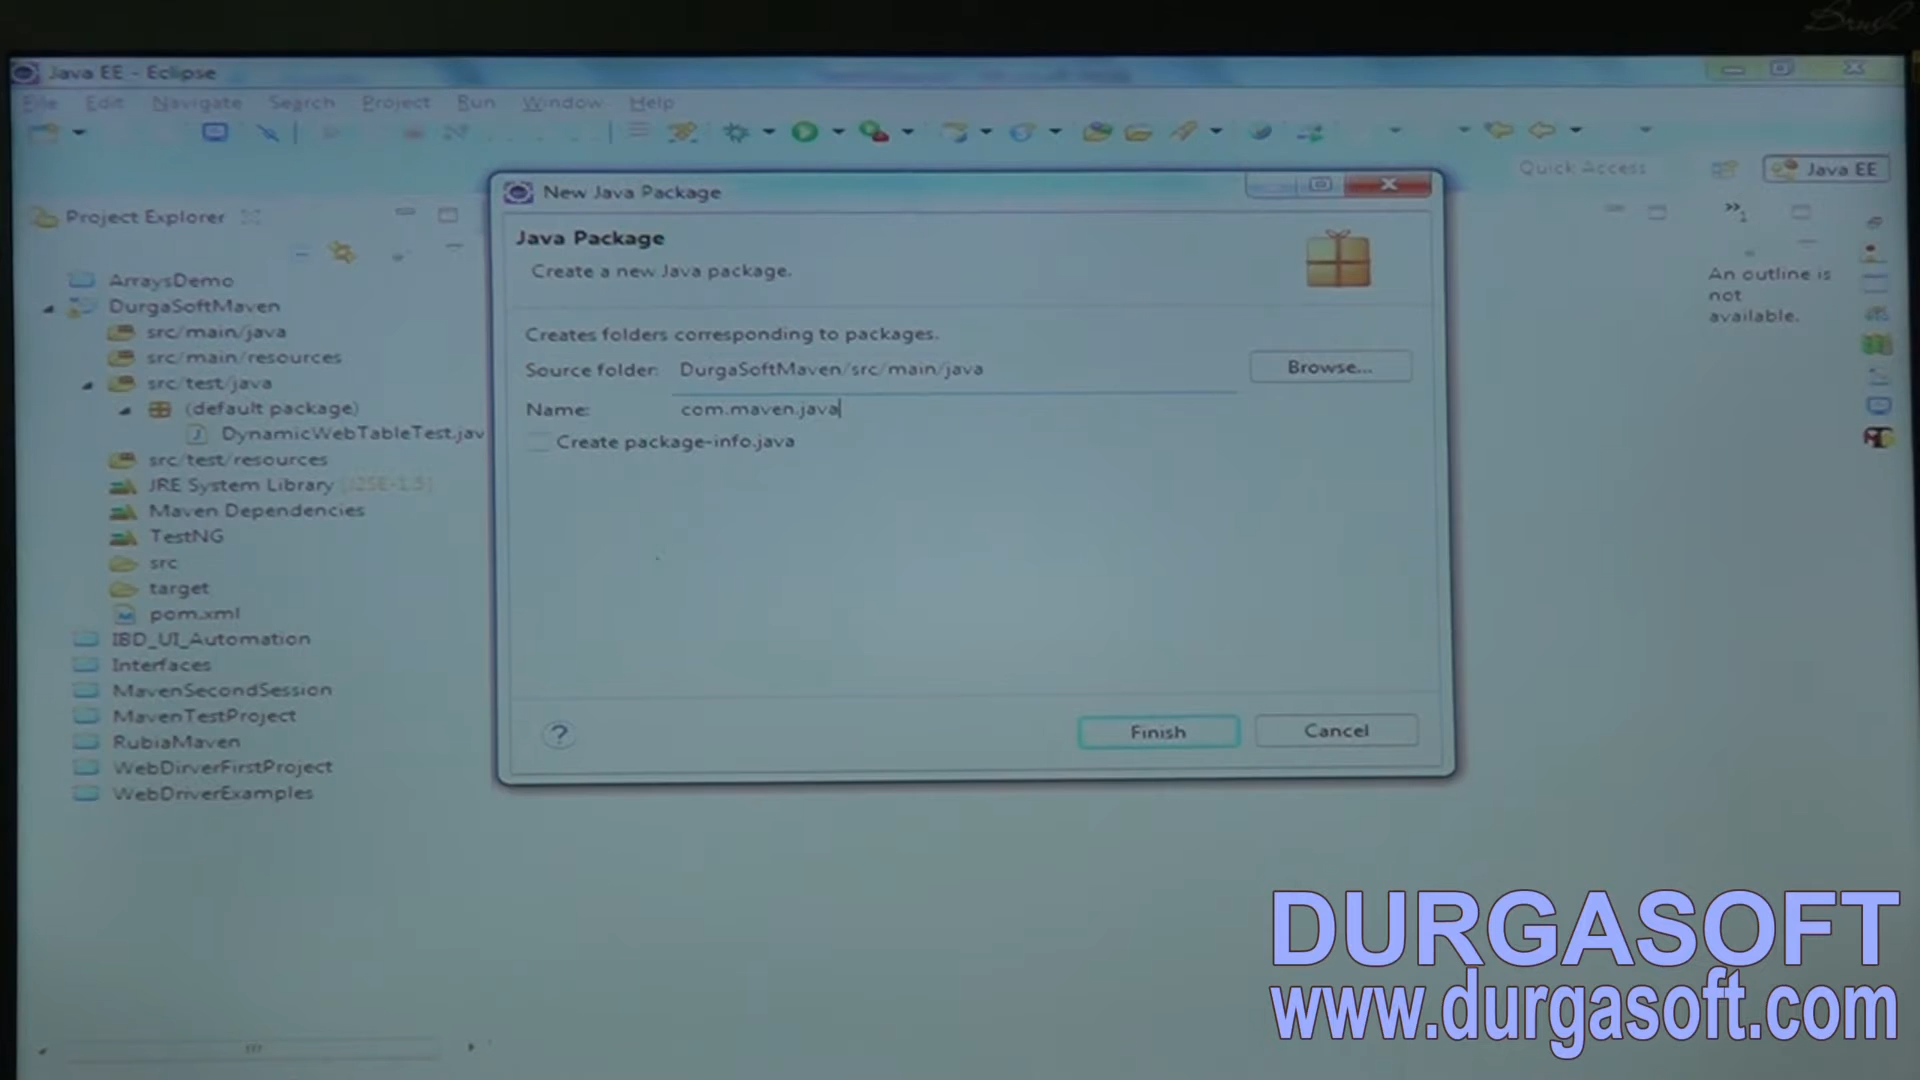 Java EE - Eclipse
File Edit Navigate Search Project Run Window Help
Quick Access
Java EE
Project Explorer
ArraysDemo
DurgaSoftMaven
src/main/java
src/main/resources
src/test/java
(default package)
DynamicWebTableTest.jav
src/test/resources
JRE System Library [J2SE-1.5]
Maven Dependencies
TestNG
src
target
pom.xml
IBD_UI_Automation
Interfaces
MavenSecondSession
MavenTestProject
RubiaMaven
WebDirverFirstProject
WebDriverExamples
New Java Package
Java Package
Create a new Java package.
Creates folders corresponding to packages.
Source folder: DurgaSoftMaven/src/main/java
Browse...
Name: com.maven.java
Create package-info.java
?
Finish
Cancel
An outline is
not
available.
DURGASOFT
www.durgasoft.com